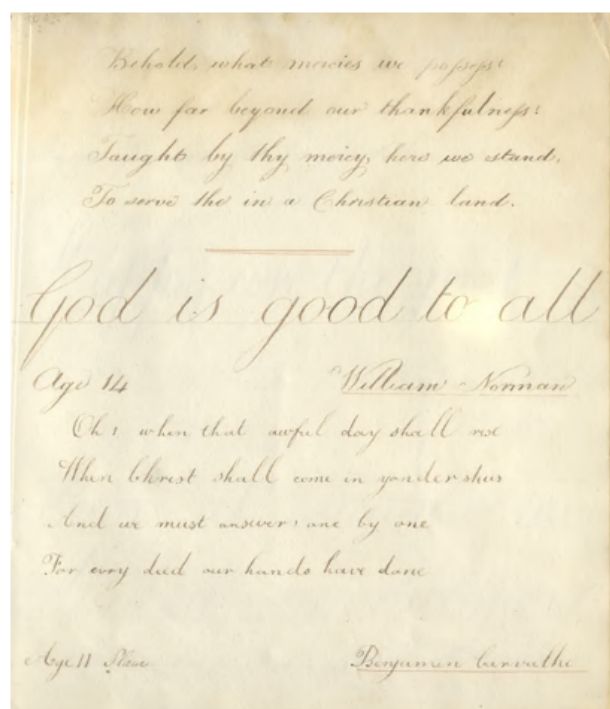 Behold, what mercies we possess!
How far beyond our thankfulness!
Taught by thy mercy, here we stand,
To serve the in a Christian land.
God is good to all
Age 14 William Norman
Oh! when that awful day shall rise
When Christ shall come in yonder skies
And we must answer, one by one
For evry deed our hands have done
Age 11 Slave Benjamen